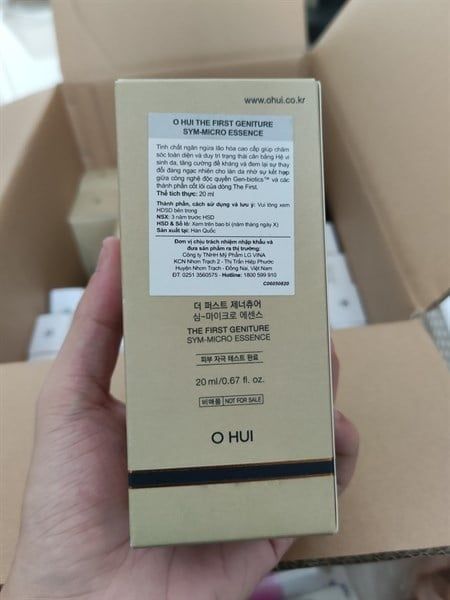 www.ohui.co.kr
O HUI THE FIRST GENITURE
SYM-MICRO ESSENCE
Tinh chất ngăn ngừa lão hóa cao cấp giúp chăm
sóc toàn diện và duy trì trạng thái cân bằng Hệ vi
sinh da, tăng cường đề kháng và đem lại sự thay
đổi đáng ngạc nhiên cho làn da nhờ sự kết hợp
giữa công nghệ độc quyền Gen-biotics™ và các
thành phần cốt lõi của dòng The First.
Thể tích thực: 20 ml
Thành phần, cách sử dụng và lưu ý: Vui lòng xem
HDSD bên trong
NSX: 3 năm trước HSD
HSD & Số lô: Xem trên bao bì (năm tháng ngày X)
Sản xuất tại: Hàn Quốc
Đơn vị chịu trách nhiệm nhập khẩu và
đưa sản phẩm ra thị trường:
Công ty TNHH Mỹ Phẩm LG VINA
KCN Nhơn Trạch 2 - Thị Trấn Hiệp Phước
Huyện Nhơn Trạch - Đồng Nai, Việt Nam
ĐT: 0251 3560575 - Hotline: 1800 599 910
C06050820
더 퍼스트 제너츄어
심-마이크로 에센스
THE FIRST GENITURE
SYM-MICRO ESSENCE
피부 자극 테스트 완료
20 ml/0.67 fl. oz.
비매품 NOT FOR SALE
O HUI